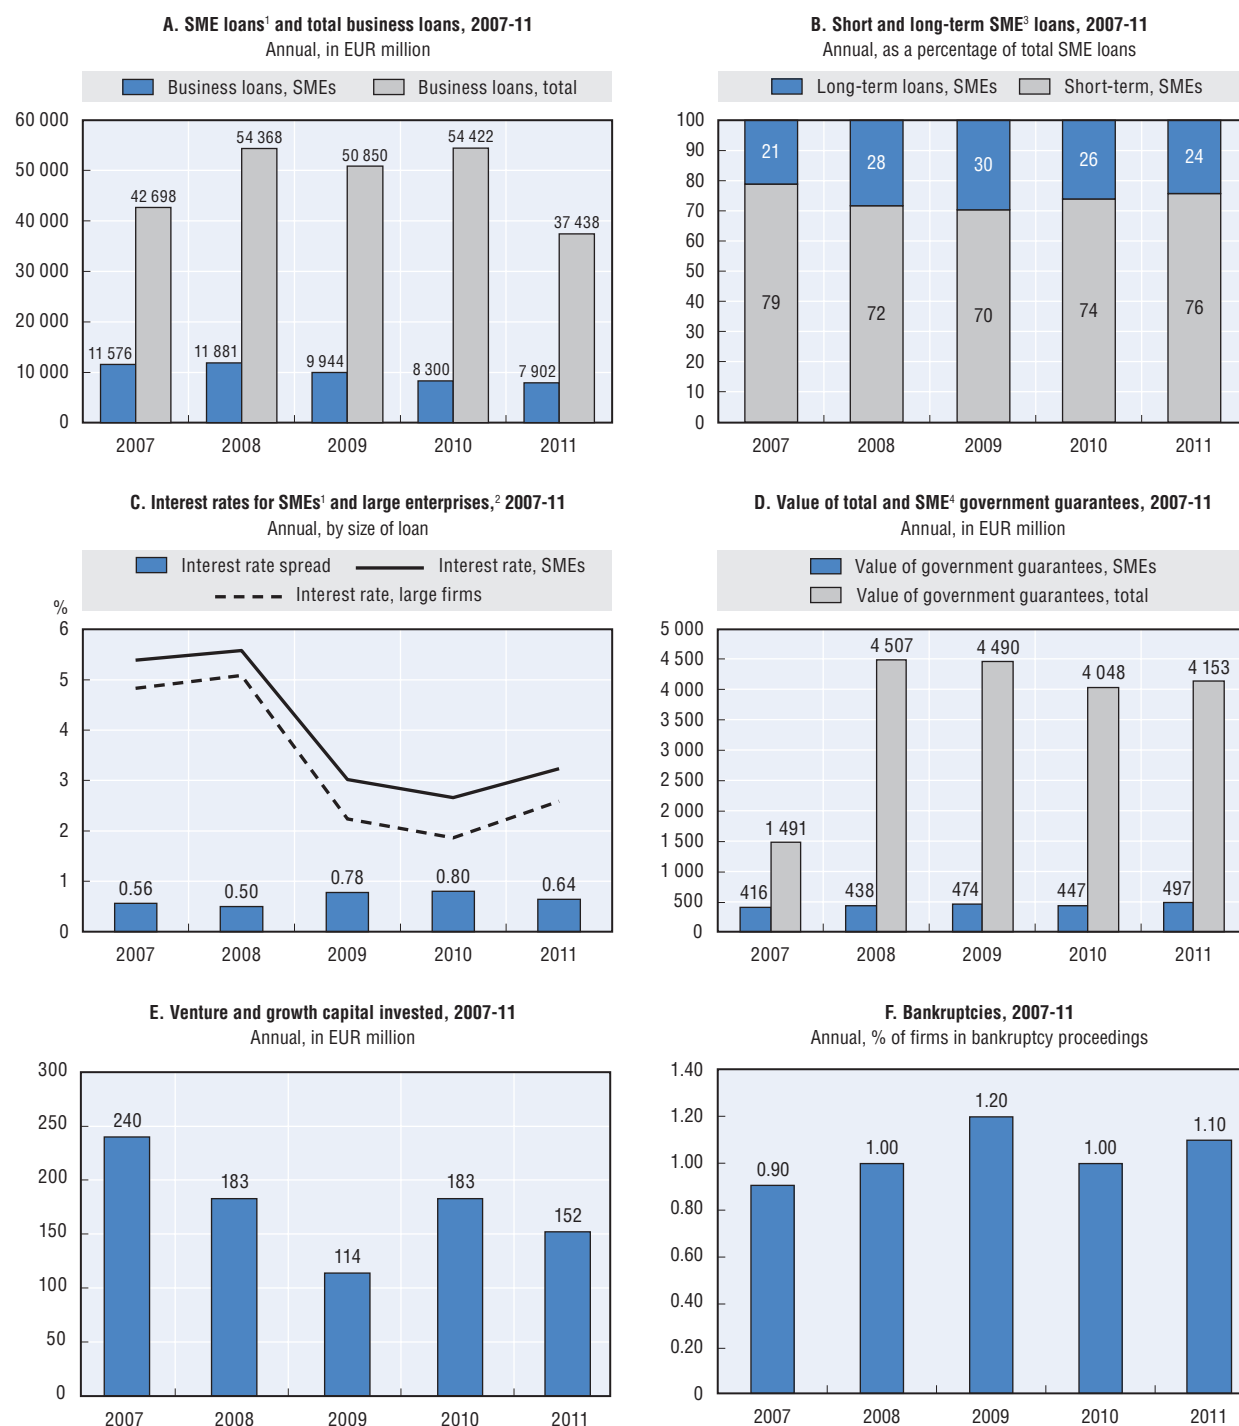 A. SME loans¹ and total business loans, 2007-11
Annual, in EUR million
Business loans, SMEs Business loans, total
60 000
50 000
40 000
30 000
20 000
10 000
0
11 576 42 698 11 881 54 368 9 944 50 850 8 300 54 422 7 902 37 438
2007 2008 2009 2010 2011
B. Short and long-term SME³ loans, 2007-11
Annual, as a percentage of total SME loans
Long-term loans, SMEs Short-term, SMEs
100
90
80
70
60
50
40
30
20
10
0
21 28 30 26 24
79 72 70 74 76
2007 2008 2009 2010 2011
C. Interest rates for SMEs¹ and large enterprises,² 2007-11
Annual, by size of loan
Interest rate spread Interest rate, SMEs
Interest rate, large firms
%
6
5
4
3
2
1
0
0.56 0.50 0.78 0.80 0.64
2007 2008 2009 2010 2011
D. Value of total and SME⁴ government guarantees, 2007-11
Annual, in EUR million
Value of government guarantees, SMEs
Value of government guarantees, total
5 000
4 500
4 000
3 500
3 000
2 500
2 000
1 500
1 000
500
0
416 1 491 438 4 507 474 4 490 447 4 048 497 4 153
2007 2008 2009 2010 2011
E. Venture and growth capital invested, 2007-11
Annual, in EUR million
300
250
200
150
100
50
0
240 183 114 183 152
2007 2008 2009 2010 2011
F. Bankruptcies, 2007-11
Annual, % of firms in bankruptcy proceedings
1.40
1.20
1.00
0.80
0.60
0.40
0.20
0
0.90 1.00 1.20 1.00 1.10
2007 2008 2009 2010 2011